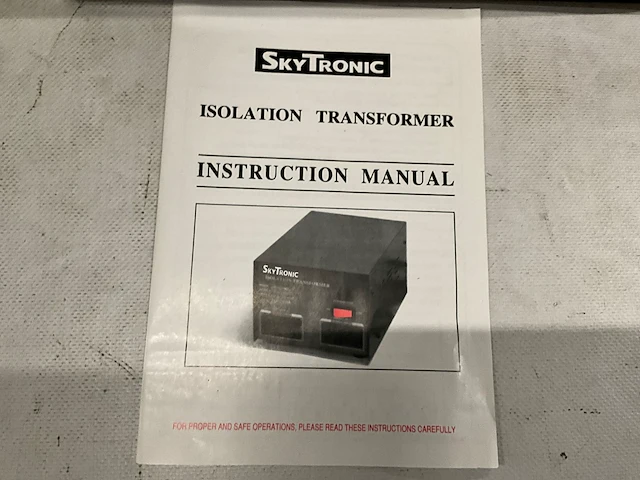 SKYTRONIC
ISOLATION TRANSFORMER
INSTRUCTION MANUAL
SKYTRONIC
FOR PROPER AND SAFE OPERATIONS, PLEASE READ THESE INSTRUCTIONS CAREFULLY